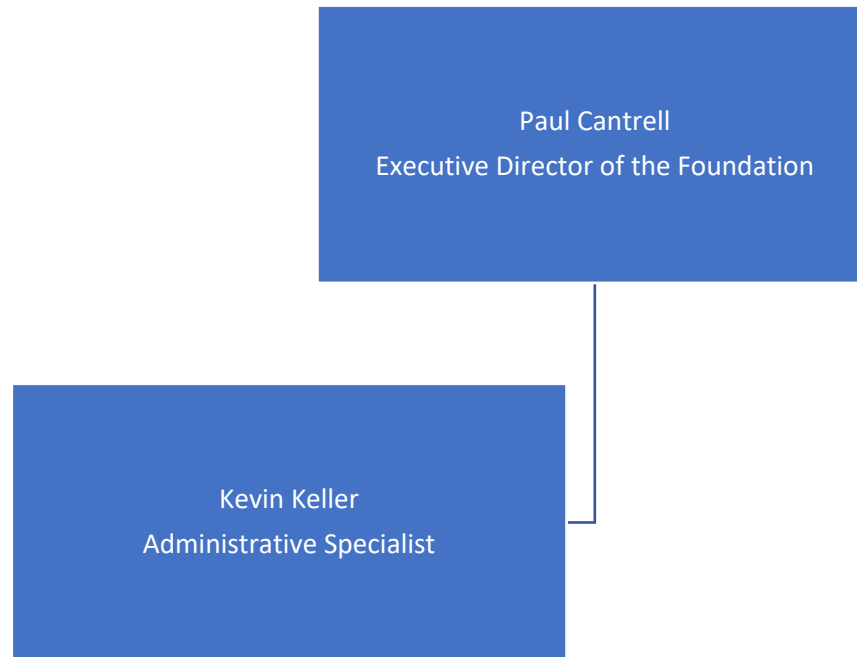 Paul Cantrell
Executive Director of the Foundation
Kevin Keller
Administrative Specialist